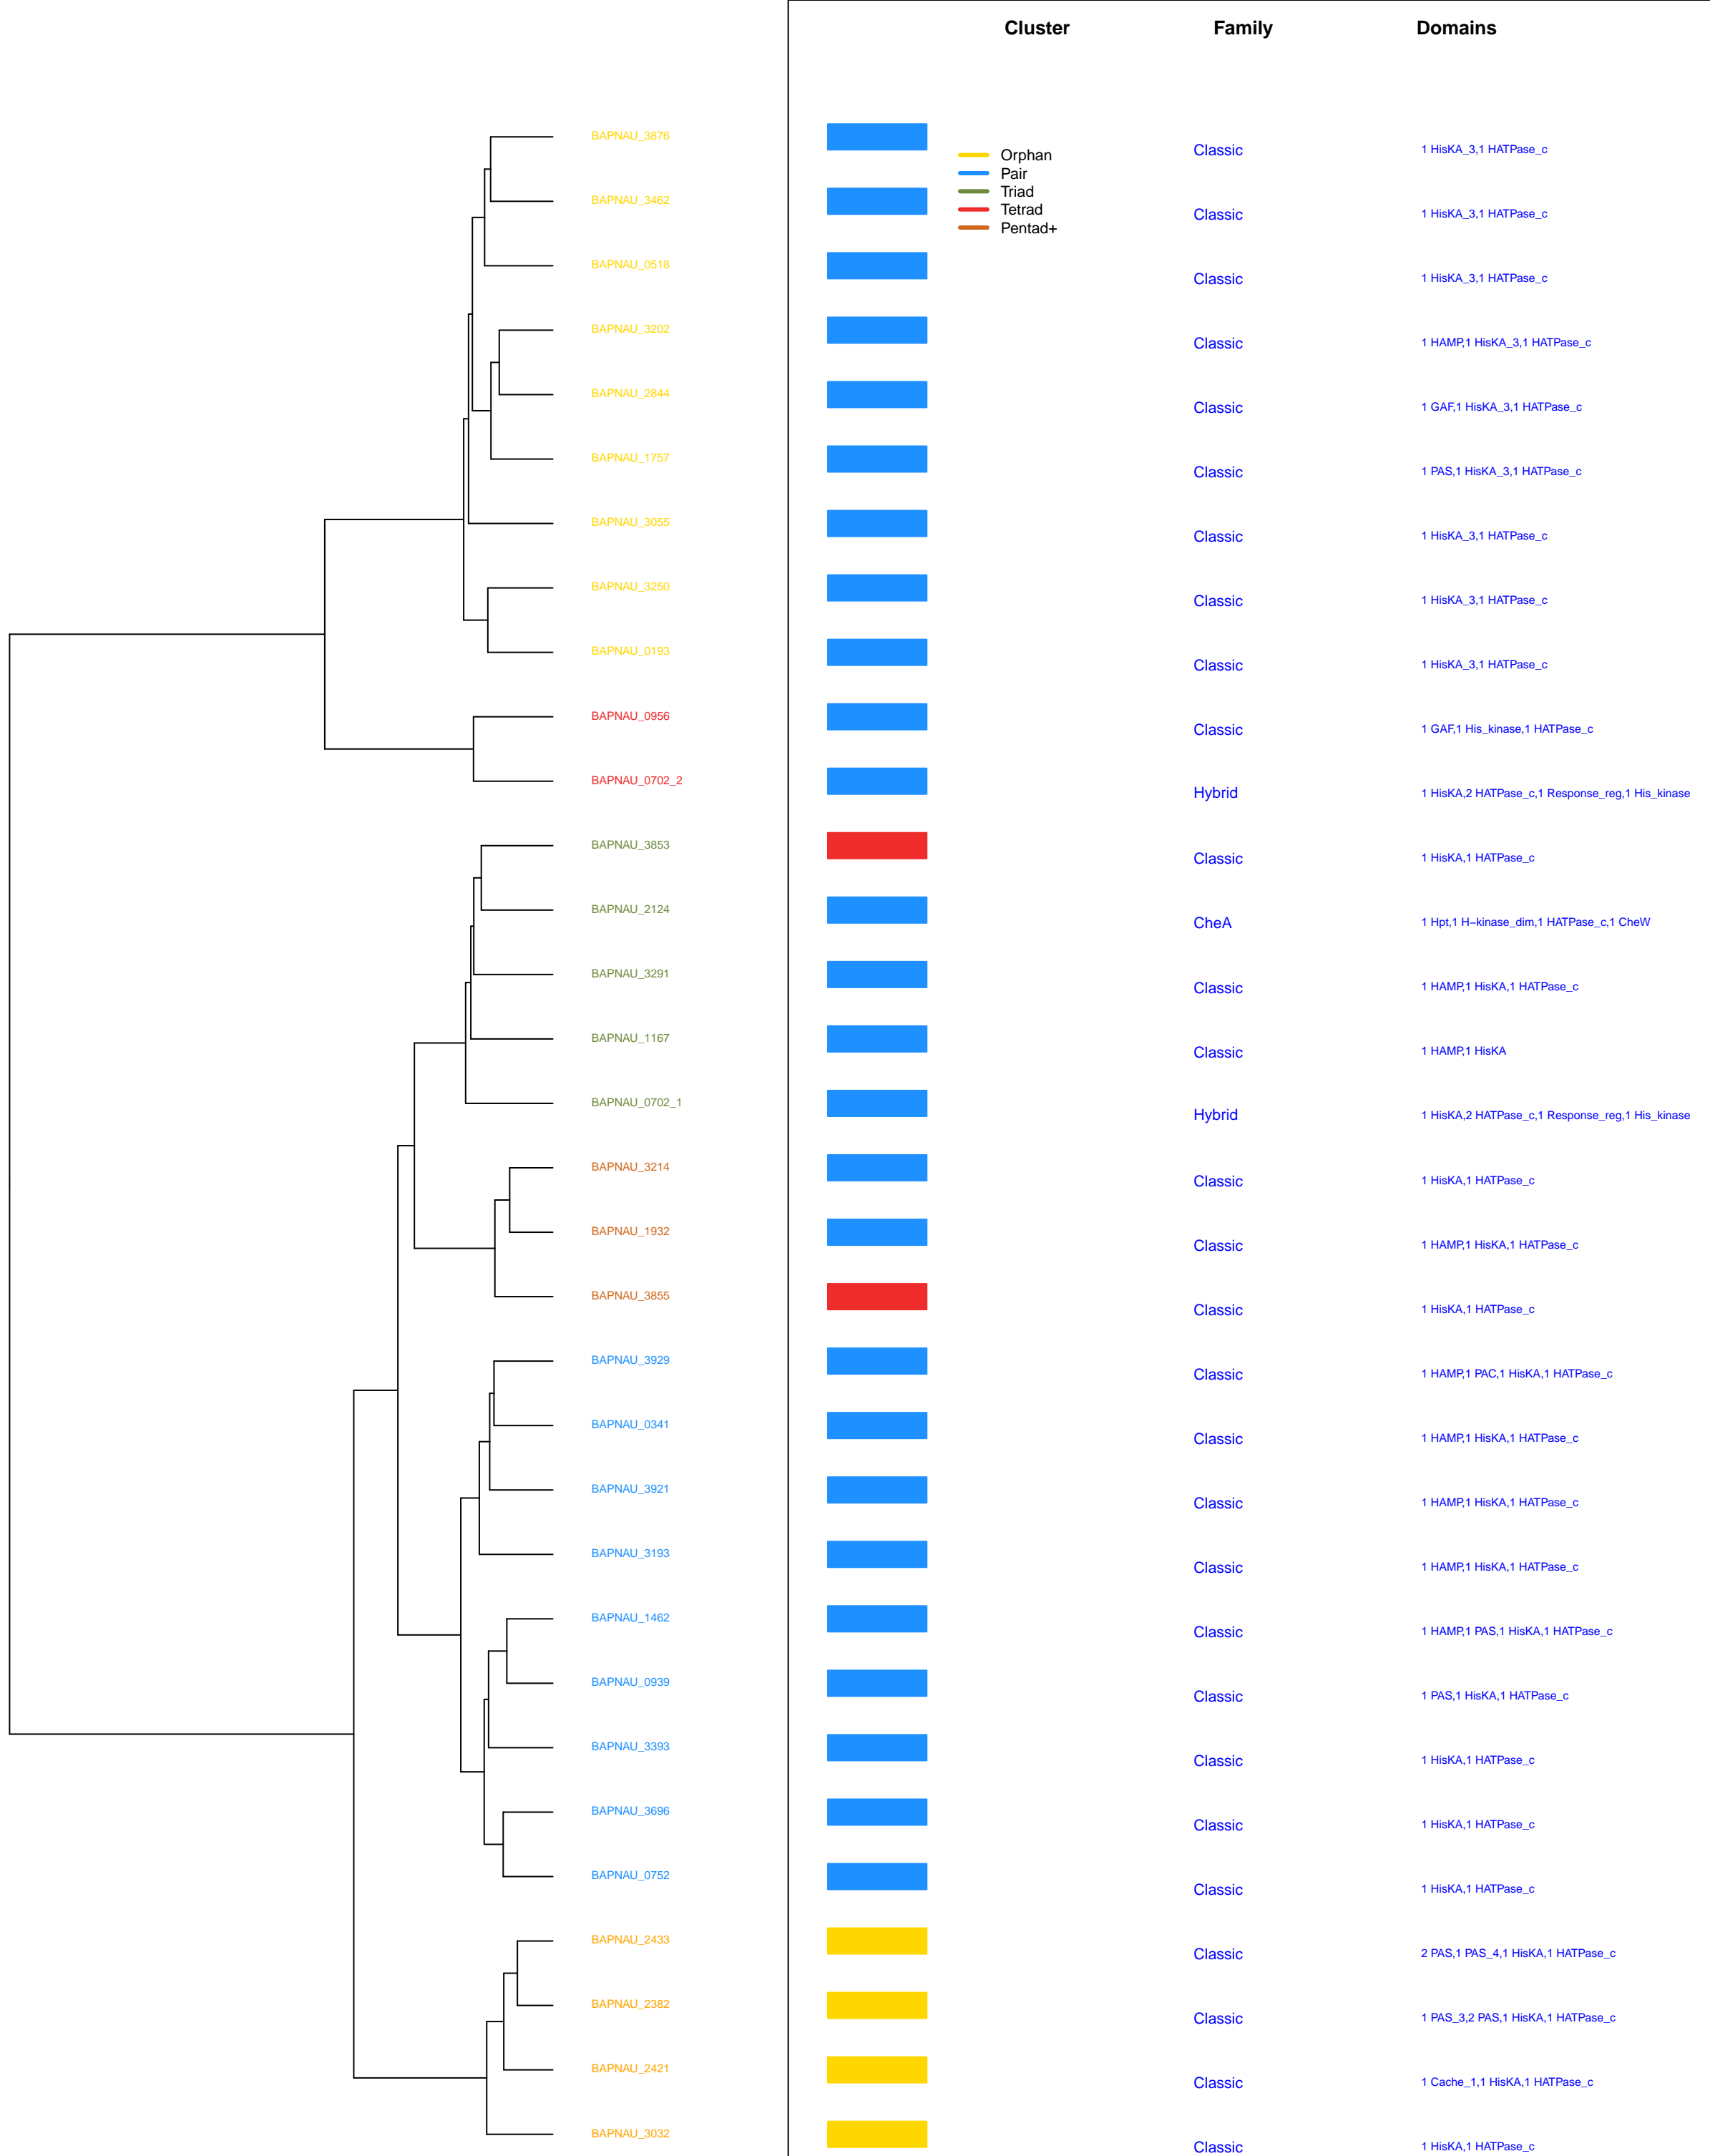 Cluster Family Domains
BAPNAU_3876 Classic 1 HisKA_3,1 HATPase_c
Orphan
Pair
Triad
Tetrad
Pentad+
BAPNAU_3462 Classic 1 HisKA_3,1 HATPase_c
BAPNAU_0518 Classic 1 HisKA_3,1 HATPase_c
BAPNAU_3202 Classic 1 HAMP,1 HisKA_3,1 HATPase_c
BAPNAU_2844 Classic 1 GAF,1 HisKA_3,1 HATPase_c
BAPNAU_1757 Classic 1 PAS,1 HisKA_3,1 HATPase_c
BAPNAU_3055 Classic 1 HisKA_3,1 HATPase_c
BAPNAU_3250 Classic 1 HisKA_3,1 HATPase_c
BAPNAU_0193 Classic 1 HisKA_3,1 HATPase_c
BAPNAU_0956 Classic 1 GAF,1 His_kinase,1 HATPase_c
BAPNAU_0702_2 Hybrid 1 HisKA,2 HATPase_c,1 Response_reg,1 His_kinase
BAPNAU_3853 Classic 1 HisKA,1 HATPase_c
BAPNAU_2124 CheA 1 Hpt,1 H−kinase_dim,1 HATPase_c,1 CheW
BAPNAU_3291 Classic 1 HAMP,1 HisKA,1 HATPase_c
BAPNAU_1167 Classic 1 HAMP,1 HisKA
BAPNAU_0702_1 Hybrid 1 HisKA,2 HATPase_c,1 Response_reg,1 His_kinase
BAPNAU_3214 Classic 1 HisKA,1 HATPase_c
BAPNAU_1932 Classic 1 HAMP,1 HisKA,1 HATPase_c
BAPNAU_3855 Classic 1 HisKA,1 HATPase_c
BAPNAU_3929 Classic 1 HAMP,1 PAC,1 HisKA,1 HATPase_c
BAPNAU_0341 Classic 1 HAMP,1 HisKA,1 HATPase_c
BAPNAU_3921 Classic 1 HAMP,1 HisKA,1 HATPase_c
BAPNAU_3193 Classic 1 HAMP,1 HisKA,1 HATPase_c
BAPNAU_1462 Classic 1 HAMP,1 PAS,1 HisKA,1 HATPase_c
BAPNAU_0939 Classic 1 PAS,1 HisKA,1 HATPase_c
BAPNAU_3393 Classic 1 HisKA,1 HATPase_c
BAPNAU_3696 Classic 1 HisKA,1 HATPase_c
BAPNAU_0752 Classic 1 HisKA,1 HATPase_c
BAPNAU_2433 Classic 2 PAS,1 PAS_4,1 HisKA,1 HATPase_c
BAPNAU_2382 Classic 1 PAS_3,2 PAS,1 HisKA,1 HATPase_c
BAPNAU_2421 Classic 1 Cache_1,1 HisKA,1 HATPase_c
BAPNAU_3032 Classic 1 HisKA,1 HATPase_c